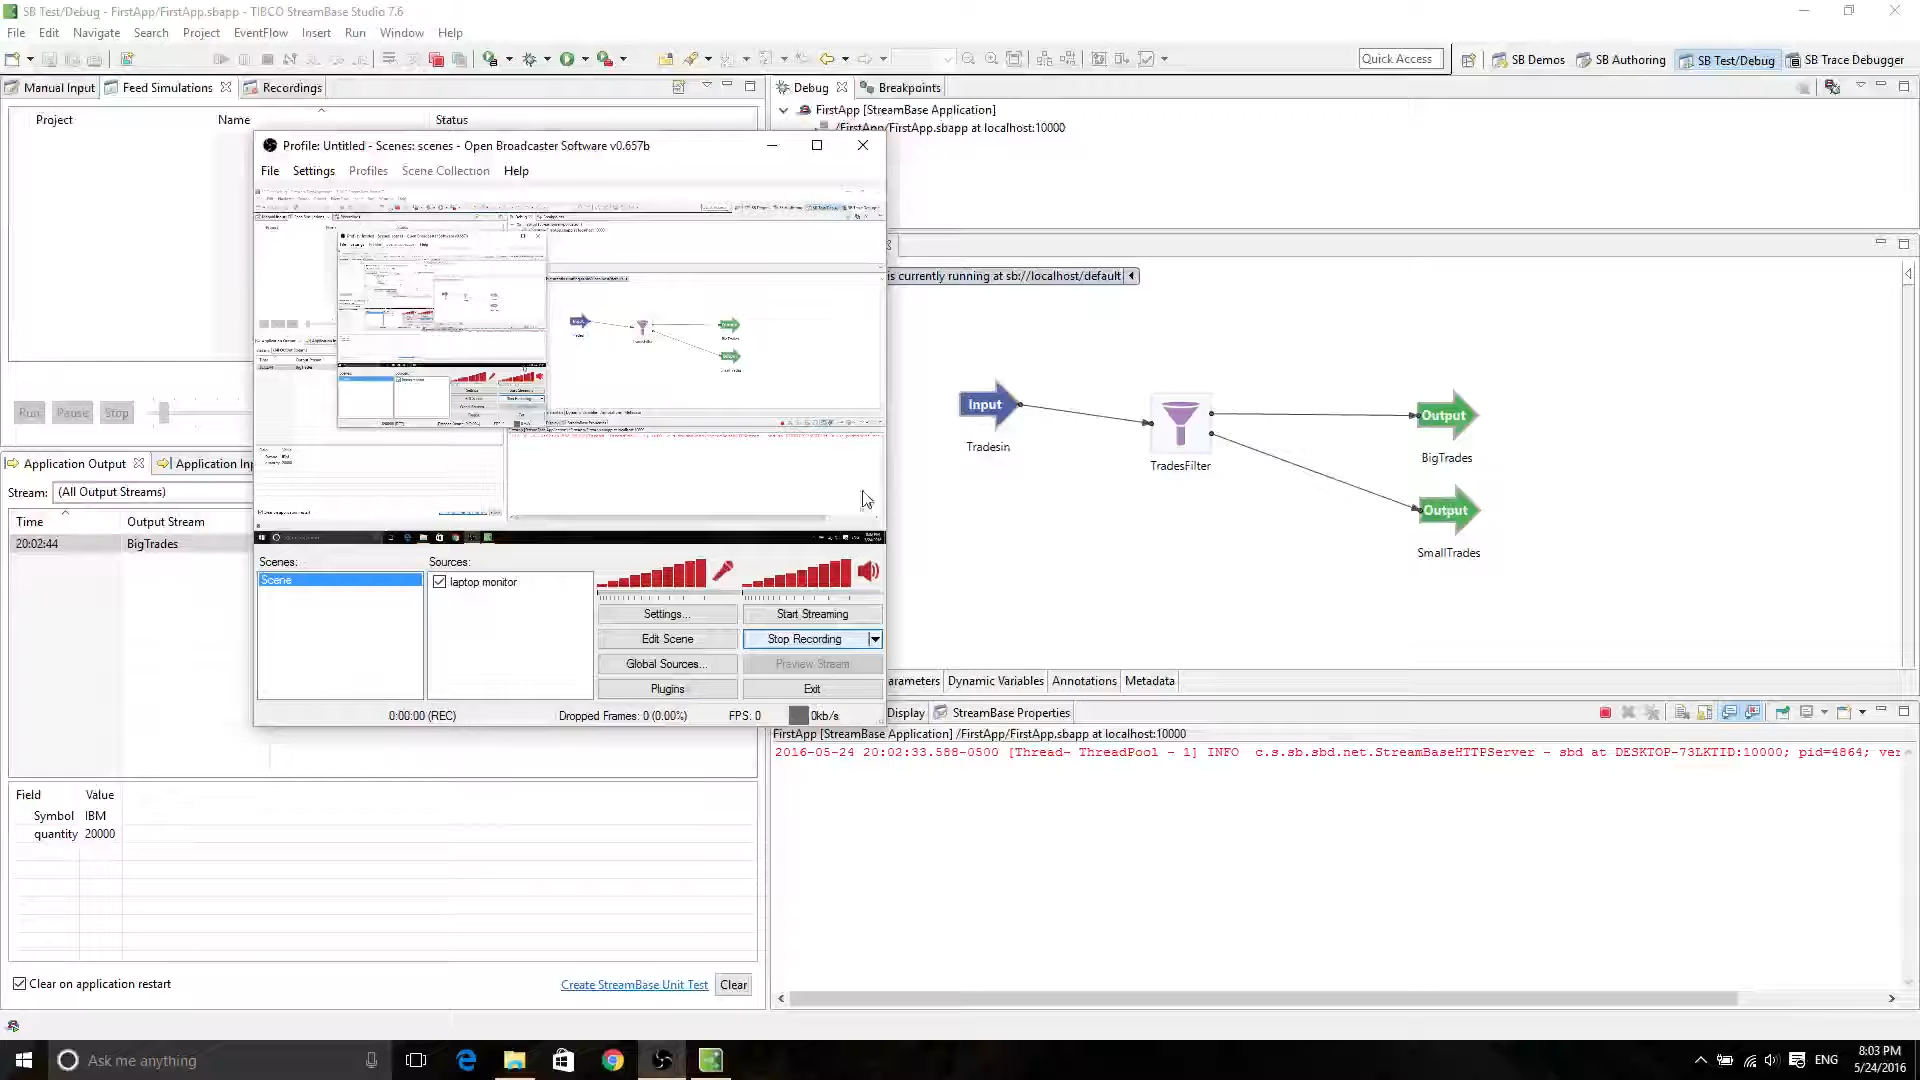 SB Test/Debug - FirstApp/FirstApp.sbapp - TIBCO StreamBase Studio 7.6
File Edit Navigate Search Project EventFlow Insert Run Window Help
Quick Access SB Demos SB Authoring SB Test/Debug SB Trace Debugger
Manual Input Feed Simulations Recordings
Debug Breakpoints
Project Name Status
FirstApp [StreamBase Application]
/FirstApp/FirstApp.sbapp at localhost:10000
Profile: Untitled - Scenes: scenes - Open Broadcaster Software v0.657b
File Settings Profiles Scene Collection Help
is currently running at sb://localhost/default
Input
Tradesin
TradesFilter
Output
BigTrades
Output
SmallTrades
Run Pause Stop
Application Output Application Inp
Stream: (All Output Streams)
Time Output Stream
20:02:44 BigTrades
Scenes: Sources:
Scene
laptop monitor
Settings... Start Streaming
Edit Scene Stop Recording
Global Sources... Preview Stream
Plugins Exit
0:00:00 (REC) Dropped Frames: 0 (0.00%) FPS: 0 0kb/s
arameters Dynamic Variables Annotations Metadata
Display StreamBase Properties
FirstApp [StreamBase Application] /FirstApp/FirstApp.sbapp at localhost:10000
2016-05-24 20:02:33.588-0500 [Thread- ThreadPool - 1] INFO c.s.sb.sbd.net.StreamBaseHTTPServer - sbd at DESKTOP-73LKTID:10000; pid=4864; ver
Field Value
Symbol IBM
quantity 20000
Clear on application restart Create StreamBase Unit Test Clear
Ask me anything
ENG
8:03 PM
5/24/2016